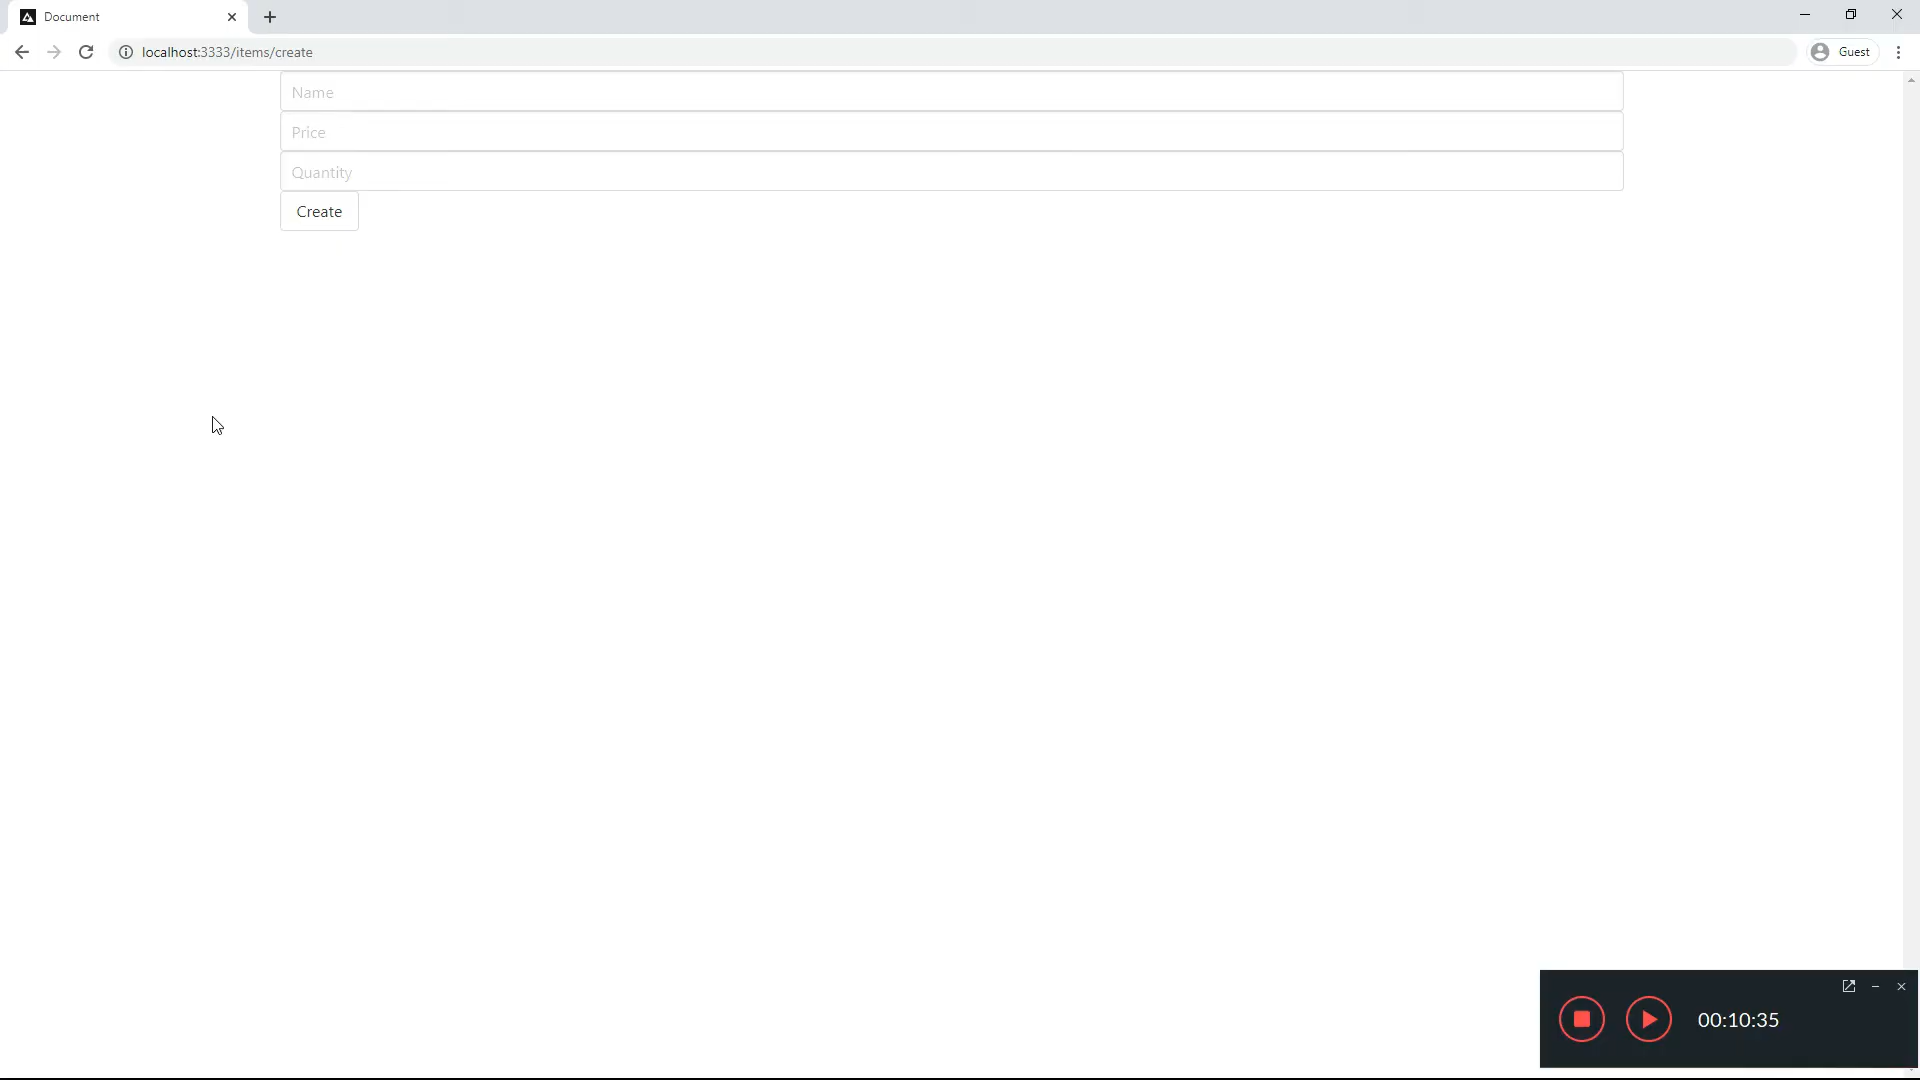 Document
localhost:3333/items/create
Guest
Name
Price
Quantity
Create
00:10:35